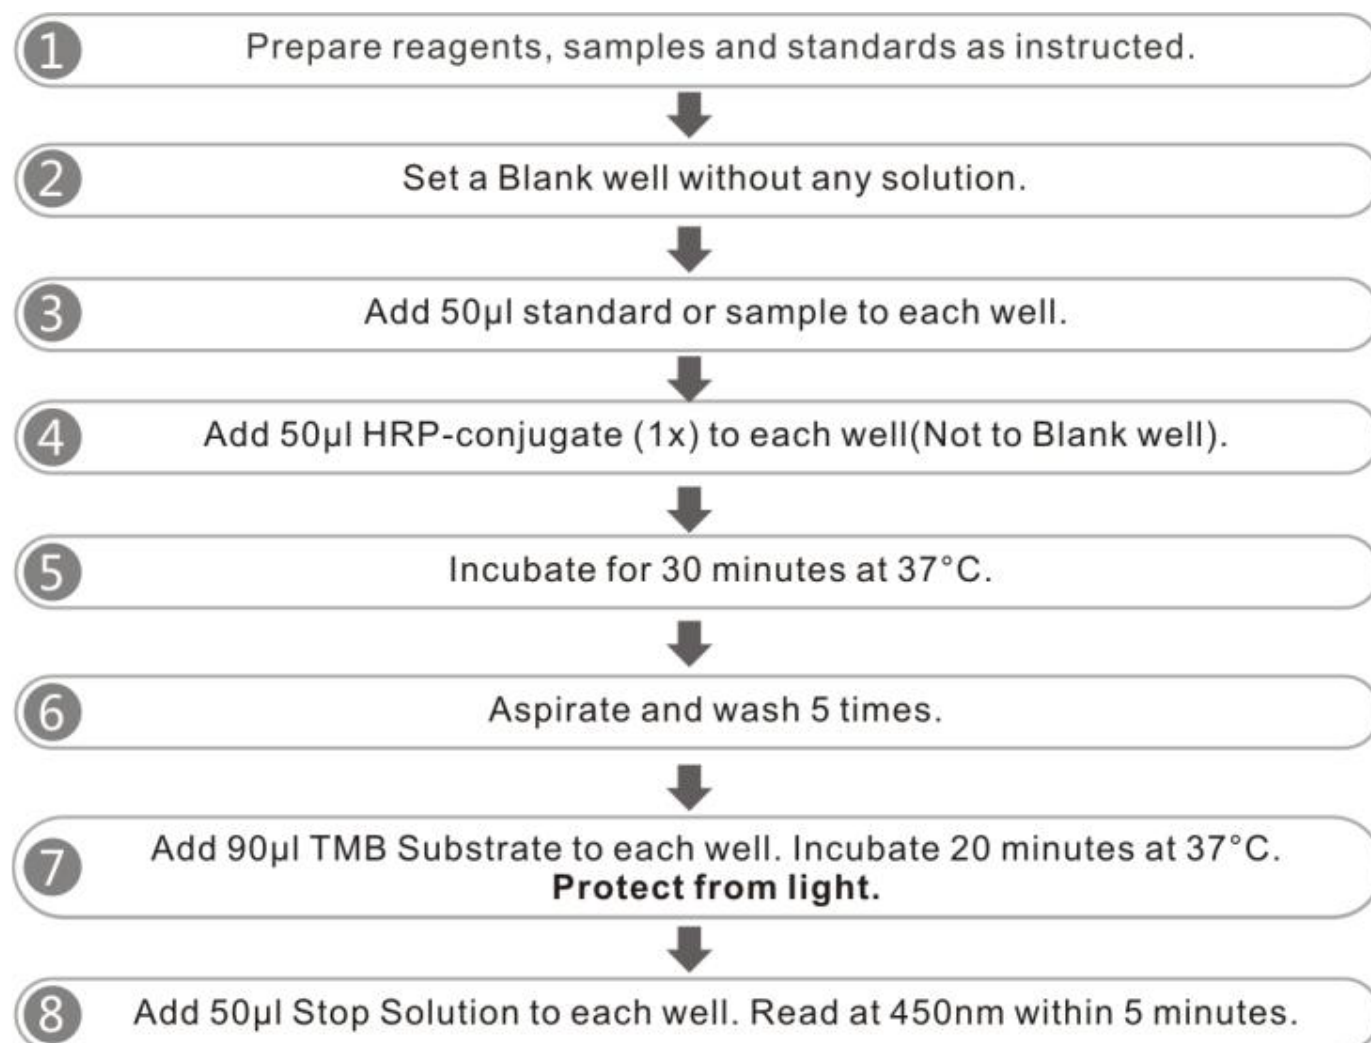 1 Prepare reagents, samples and standards as instructed.
2 Set a Blank well without any solution.
3 Add 50µl standard or sample to each well.
4 Add 50µl HRP-conjugate (1x) to each well(Not to Blank well).
5 Incubate for 30 minutes at 37°C.
6 Aspirate and wash 5 times.
7 Add 90µl TMB Substrate to each well. Incubate 20 minutes at 37°C.
Protect from light.
8 Add 50µl Stop Solution to each well. Read at 450nm within 5 minutes.